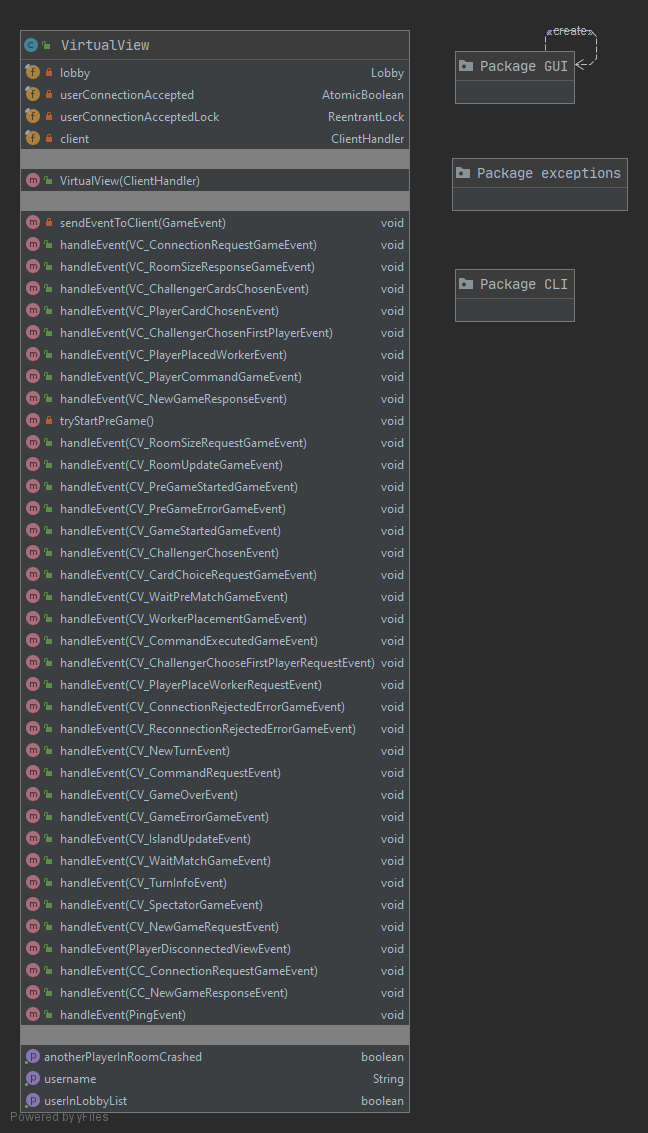 VirtualView
lobby Lobby
userConnectionAccepted AtomicBoolean
userConnectionAcceptedLock ReentrantLock
client ClientHandler
VirtualView(ClientHandler)
sendEventToClient(GameEvent) void
handleEvent(VC_ConnectionRequestGameEvent) void
handleEvent(VC_RoomSizeResponseGameEvent) void
handleEvent(VC_ChallengerCardsChosenEvent) void
handleEvent(VC_PlayerCardChosenEvent) void
handleEvent(VC_ChallengerChosenFirstPlayerEvent) void
handleEvent(VC_PlayerPlacedWorkerEvent) void
handleEvent(VC_PlayerCommandGameEvent) void
handleEvent(VC_NewGameResponseEvent) void
tryStartPreGame() void
handleEvent(CV_RoomSizeRequestGameEvent) void
handleEvent(CV_RoomUpdateGameEvent) void
handleEvent(CV_PreGameStartedGameEvent) void
handleEvent(CV_PreGameErrorGameEvent) void
handleEvent(CV_GameStartedGameEvent) void
handleEvent(CV_ChallengerChosenEvent) void
handleEvent(CV_CardChoiceRequestGameEvent) void
handleEvent(CV_WaitPreMatchGameEvent) void
handleEvent(CV_WorkerPlacementGameEvent) void
handleEvent(CV_CommandExecutedGameEvent) void
handleEvent(CV_ChallengerChooseFirstPlayerRequestEvent) void
handleEvent(CV_PlayerPlaceWorkerRequestEvent) void
handleEvent(CV_ConnectionRejectedErrorGameEvent) void
handleEvent(CV_ReconnectionRejectedErrorGameEvent) void
handleEvent(CV_NewTurnEvent) void
handleEvent(CV_CommandRequestEvent) void
handleEvent(CV_GameOverEvent) void
handleEvent(CV_GameErrorGameEvent) void
handleEvent(CV_IslandUpdateEvent) void
handleEvent(CV_WaitMatchGameEvent) void
handleEvent(CV_TurnInfoEvent) void
handleEvent(CV_SpectatorGameEvent) void
handleEvent(CV_NewGameRequestEvent) void
handleEvent(PlayerDisconnectedViewEvent) void
handleEvent(CC_ConnectionRequestGameEvent) void
handleEvent(CC_NewGameResponseEvent) void
handleEvent(PingEvent) void
anotherPlayerInRoomCrashed boolean
username String
userInLobbyList boolean
Powered by yFiles
«create»
Package GUI
Package exceptions
Package CLI